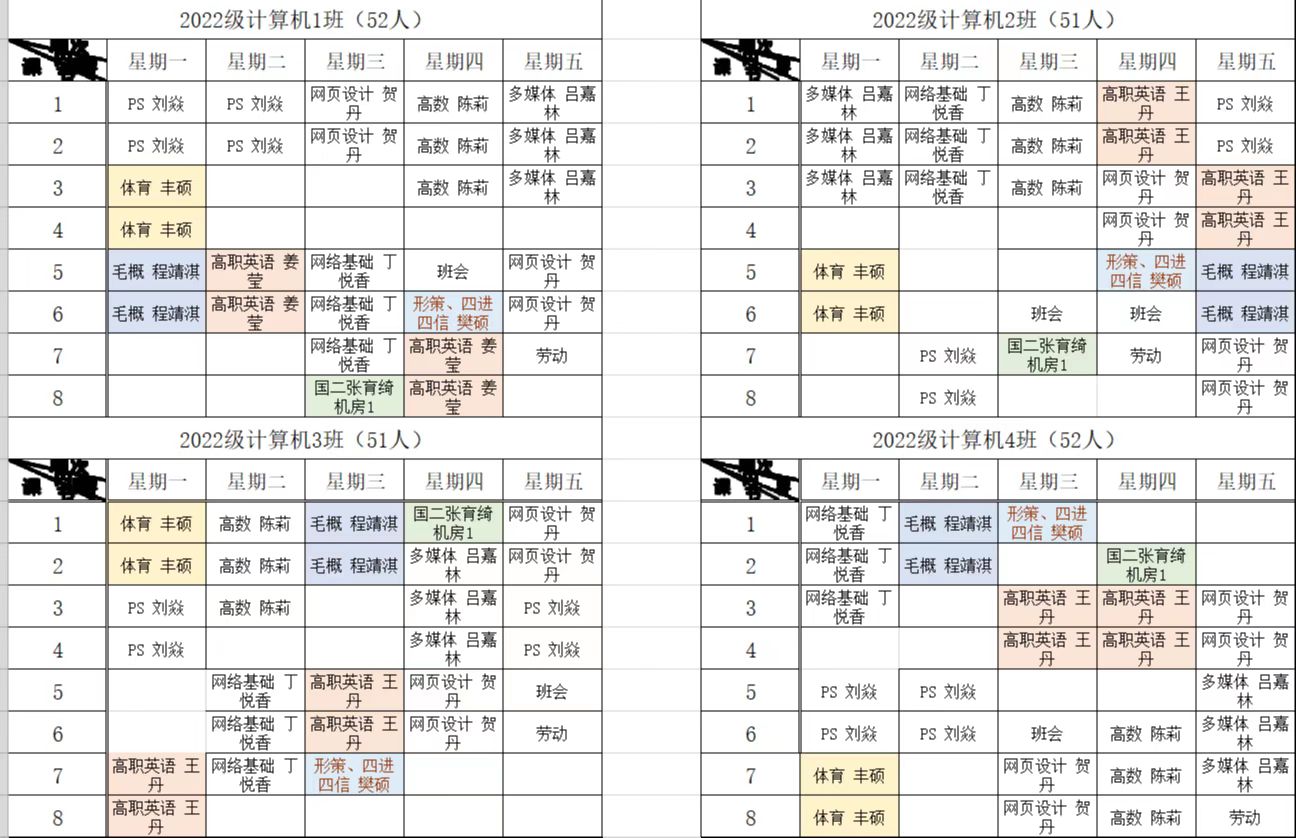 2022级计算机1班（52人）
星期一 星期二 星期三 星期四 星期五
1 PS 刘焱 PS 刘焱 网页设计 贺丹 高数 陈莉 多媒体 吕嘉林
2 PS 刘焱 PS 刘焱 网页设计 贺丹 高数 陈莉 多媒体 吕嘉林
3 体育 丰硕 高数 陈莉 多媒体 吕嘉林
4 体育 丰硕
5 毛概 程靖淇 高职英语 姜莹 网络基础 丁悦香 班会 网页设计 贺丹
6 毛概 程靖淇 高职英语 姜莹 网络基础 丁悦香 形策、四进四信 樊硕 网页设计 贺丹
7 网络基础 丁悦香 高职英语 姜莹 劳动
8 国二张育绮机房1 高职英语 姜莹
2022级计算机2班（51人）
星期一 星期二 星期三 星期四 星期五
1 多媒体 吕嘉林 网络基础 丁悦香 高数 陈莉 高职英语 王丹 PS 刘焱
2 多媒体 吕嘉林 网络基础 丁悦香 高数 陈莉 高职英语 王丹 PS 刘焱
3 多媒体 吕嘉林 网络基础 丁悦香 高数 陈莉 网页设计 贺丹 高职英语 王丹
4 网页设计 贺丹 高职英语 王丹
5 体育 丰硕 形策、四进四信 樊硕 毛概 程靖淇
6 体育 丰硕 班会 班会 毛概 程靖淇
7 PS 刘焱 国二张育绮机房1 劳动 网页设计 贺丹
8 PS 刘焱 网页设计 贺丹
2022级计算机3班（51人）
星期一 星期二 星期三 星期四 星期五
1 体育 丰硕 高数 陈莉 毛概 程靖淇 国二张育绮机房1 网页设计 贺丹
2 体育 丰硕 高数 陈莉 毛概 程靖淇 多媒体 吕嘉林 网页设计 贺丹
3 PS 刘焱 高数 陈莉 多媒体 吕嘉林 PS 刘焱
4 PS 刘焱 多媒体 吕嘉林 PS 刘焱
5 网络基础 丁悦香 高职英语 王丹 网页设计 贺丹 班会
6 网络基础 丁悦香 高职英语 王丹 网页设计 贺丹 劳动
7 高职英语 王丹 网络基础 丁悦香 形策、四进四信 樊硕
8 高职英语 王丹
2022级计算机4班（52人）
星期一 星期二 星期三 星期四 星期五
1 网络基础 丁悦香 毛概 程靖淇 形策、四进四信 樊硕
2 网络基础 丁悦香 毛概 程靖淇 国二张育绮机房1
3 网络基础 丁悦香 高职英语 王丹 高职英语 王丹 网页设计 贺丹
4 高职英语 王丹 高职英语 王丹 网页设计 贺丹
5 PS 刘焱 PS 刘焱 多媒体 吕嘉林
6 PS 刘焱 PS 刘焱 班会 高数 陈莉 多媒体 吕嘉林
7 体育 丰硕 网页设计 贺丹 高数 陈莉 多媒体 吕嘉林
8 体育 丰硕 网页设计 贺丹 高数 陈莉 劳动